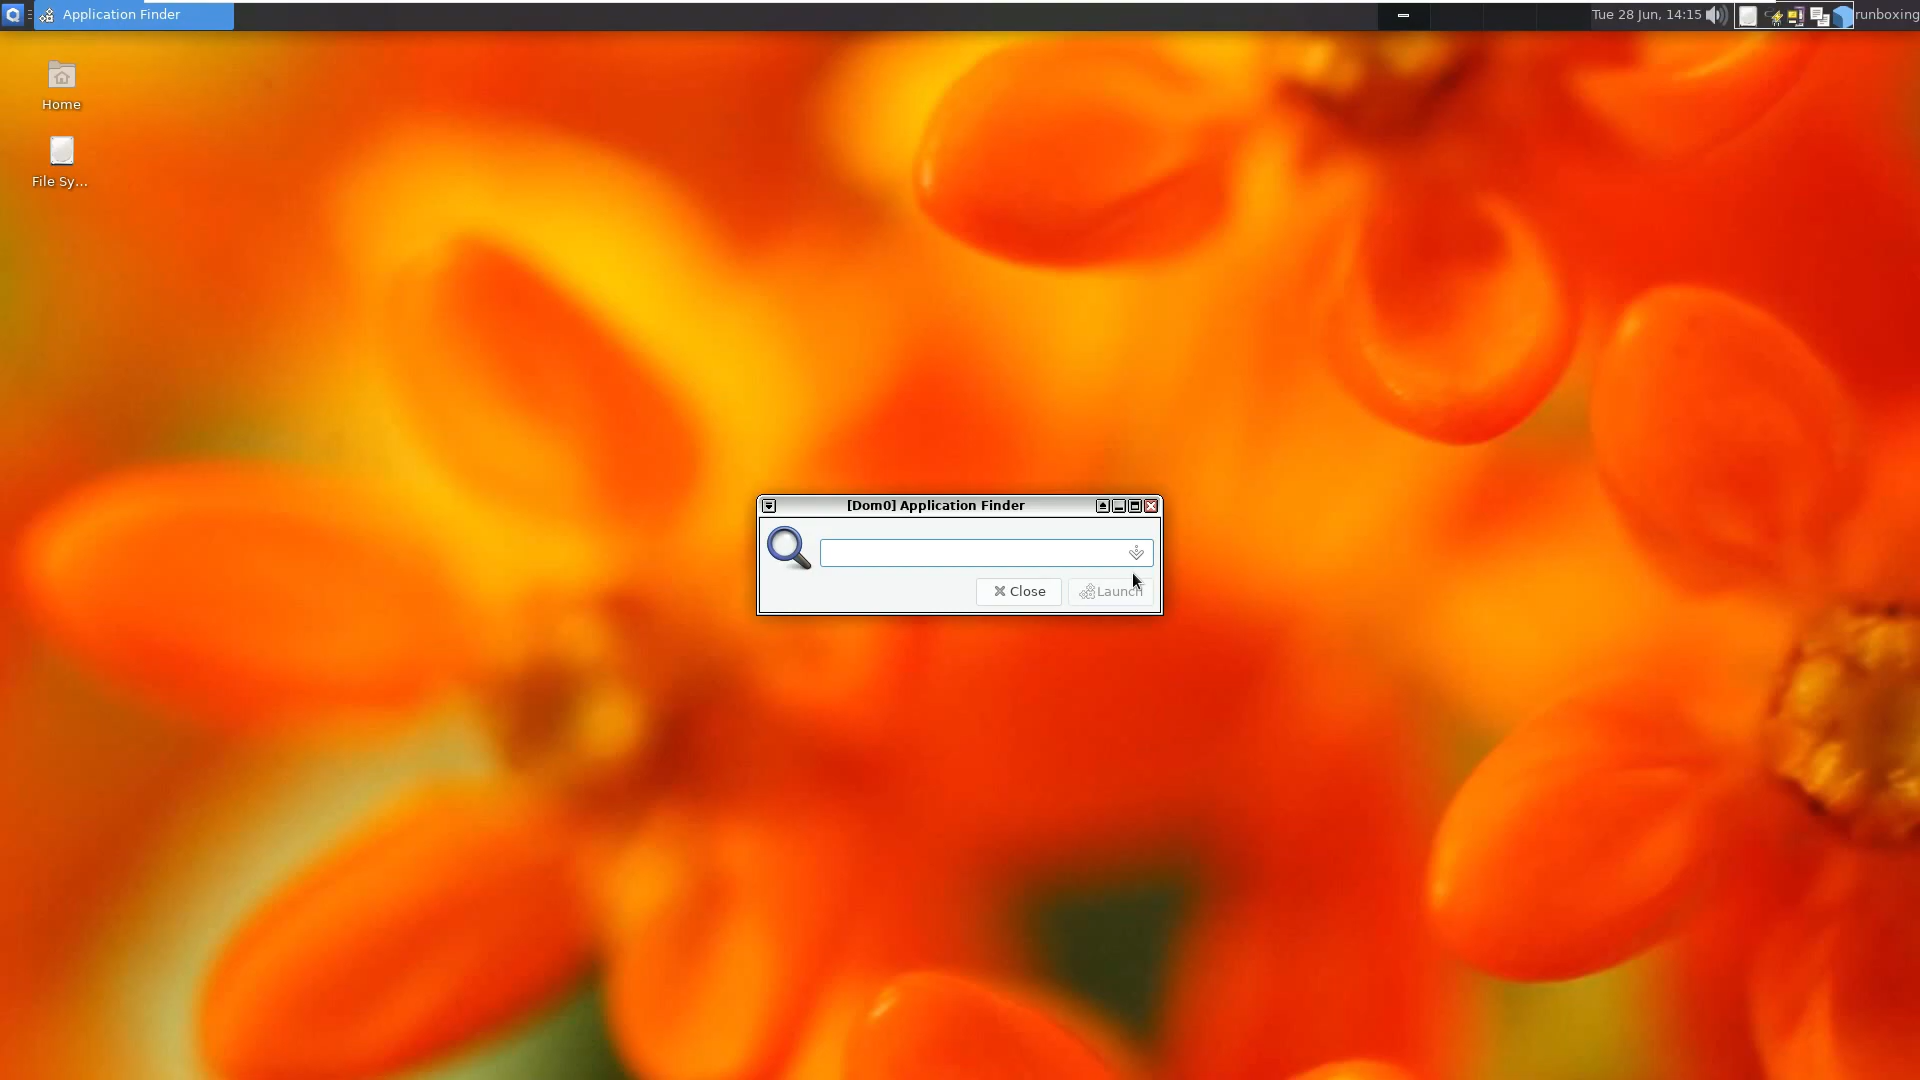 Application Finder
Tue 28 Jun, 14:15
runboxing
Home
File Sy...
[Dom0] Application Finder
Close
Launch